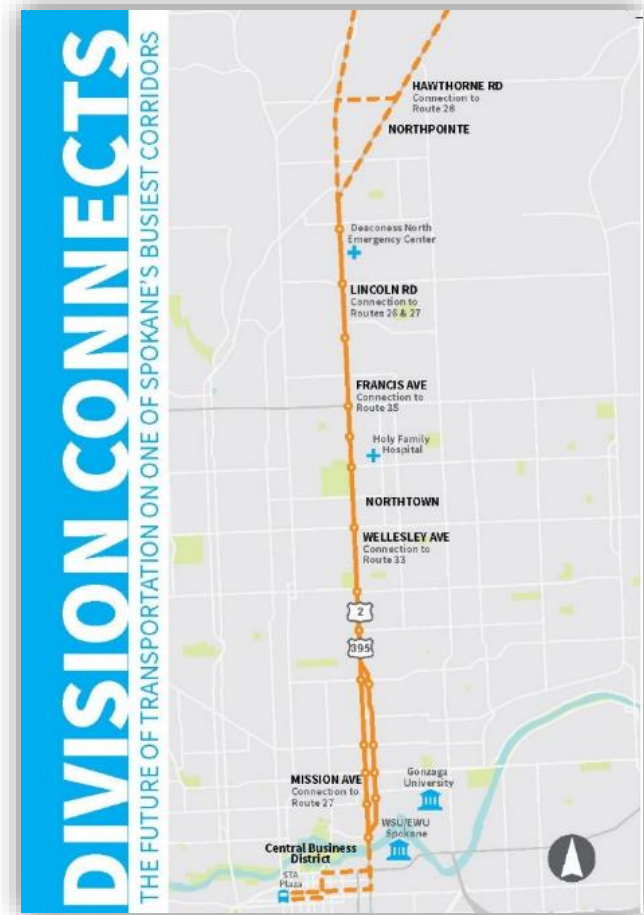 DIVISION CONNECTS
THE FUTURE OF TRANSPORTATION ON ONE OF SPOKANE'S BUSIEST CORRIDORS
HAWTHORNE RD
Connection to
Route 28
NORTHPOINTE
Deaconess North
Emergency Center
LINCOLN RD
Connection to
Routes 26 & 27
FRANCIS AVE
Connection to
Route 35
Holy Family
Hospital
NORTHTOWN
WELLESLEY AVE
Connection to
Route 33
2
395
MISSION AVE
Connection to
Route 27
Gonzaga
University
WSU/EWU
Spokane
Central Business
District
STA
Plaza